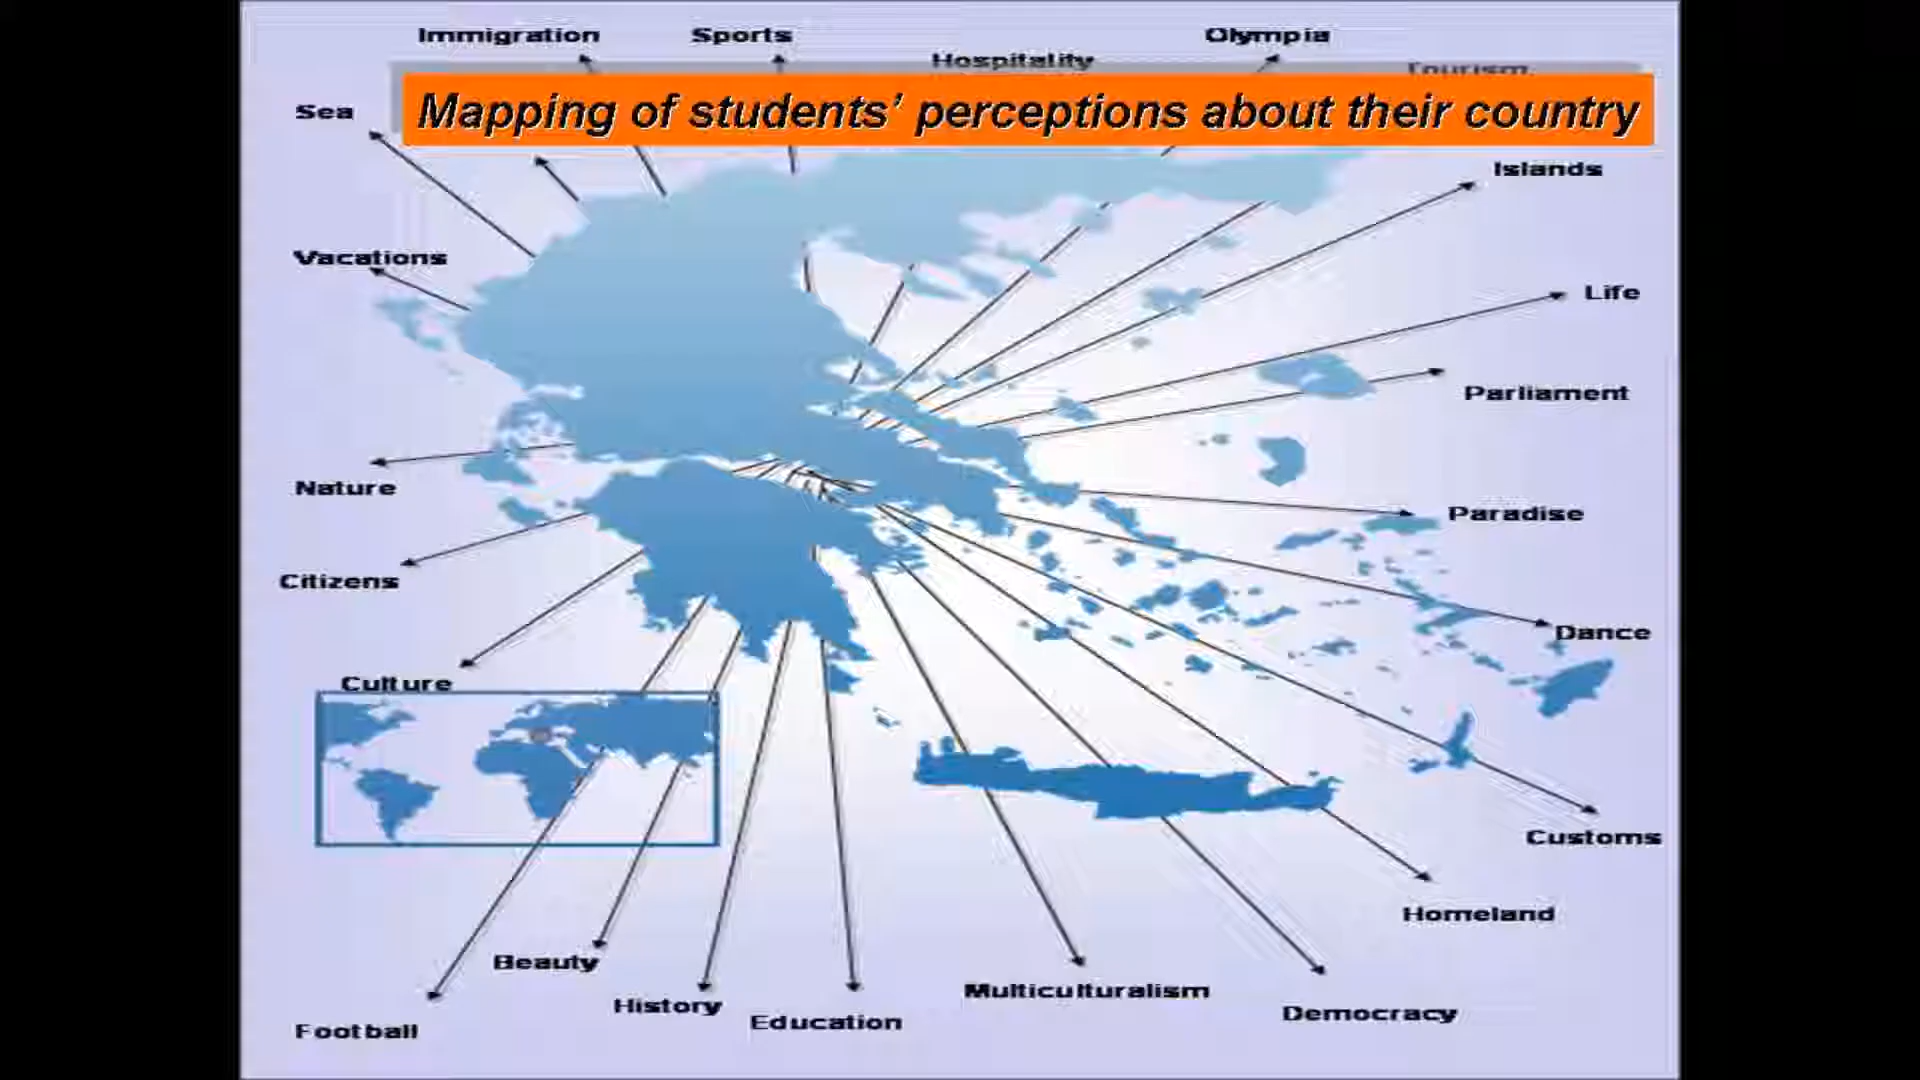 Immigration
Sports
Olympia
Hospitality
Tourism
Mapping of students’ perceptions about their country
Sea
Islands
Vacations
Life
Parliament
Nature
Paradise
Citizens
Dance
Culture
Customs
Homeland
Beauty
Multiculturalism
History
Democracy
Education
Football